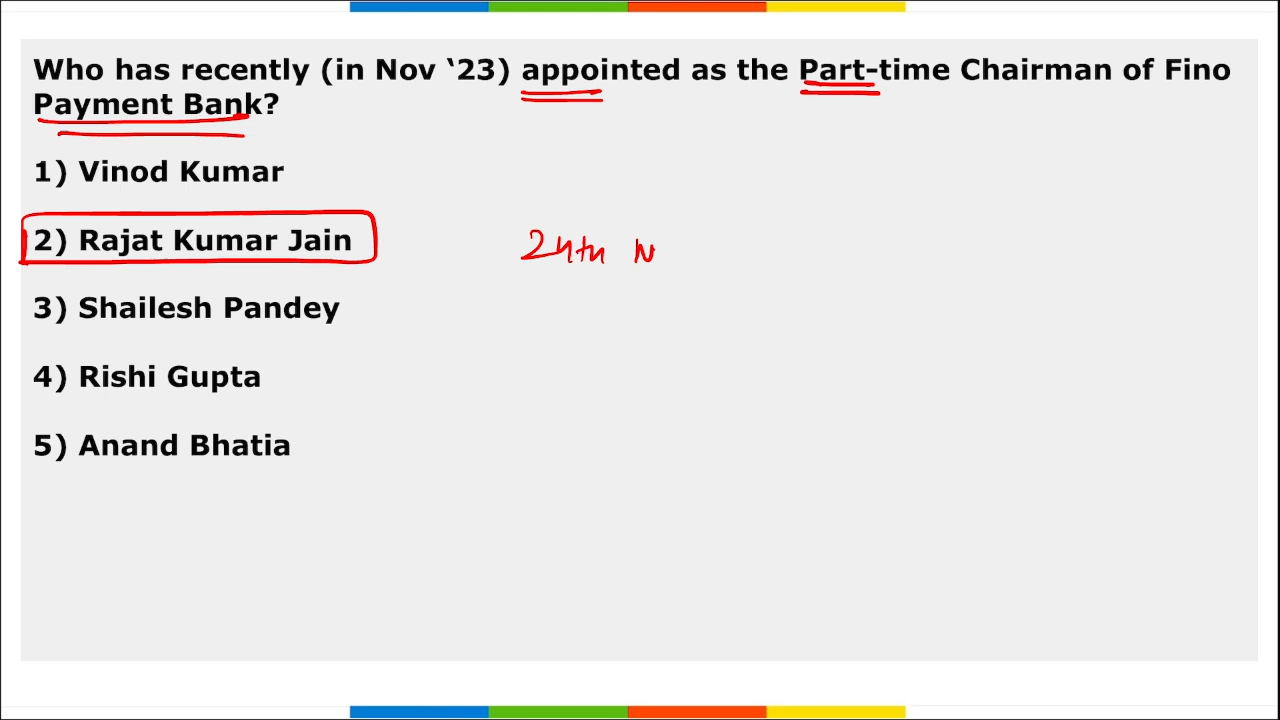 Who has recently (in Nov ‘23) appointed as the Part-time Chairman of Fino
Payment Bank?
1) Vinod Kumar
2) Rajat Kumar Jain
24th N
3) Shailesh Pandey
4) Rishi Gupta
5) Anand Bhatia